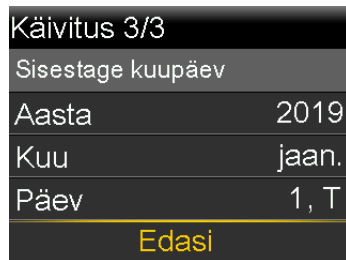 Käivitus 3/3
Sisestage kuupäev
Aasta 2019
Kuu jaan.
Päev 1, T
Edasi